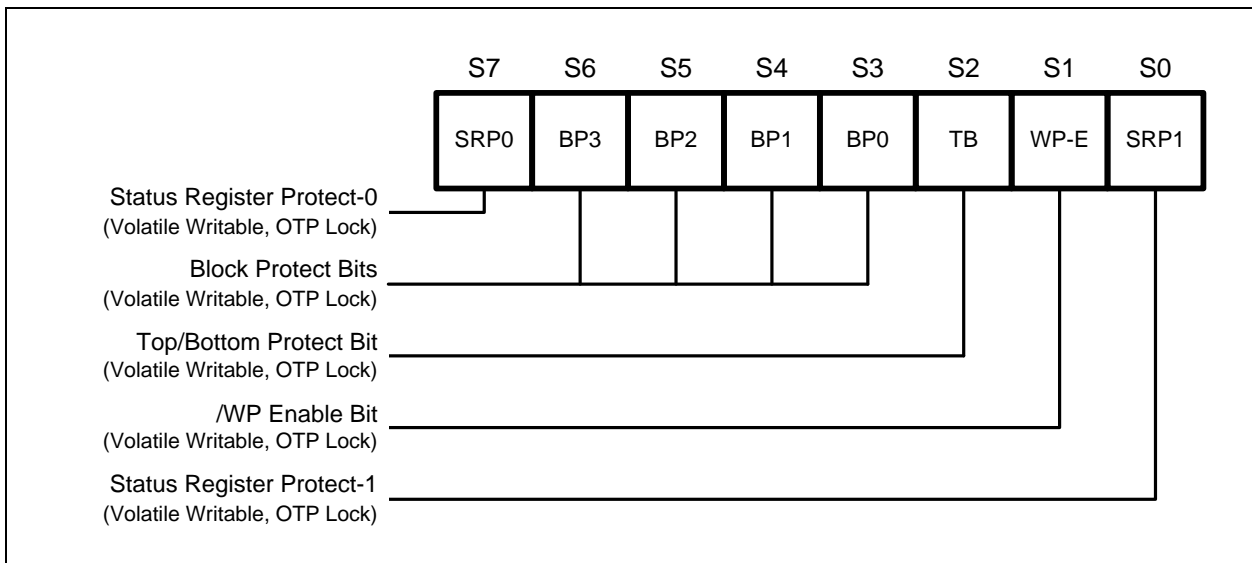 S7 S6 S5 S4 S3 S2 S1 S0
SRP0 BP3 BP2 BP1 BP0 TB WP-E SRP1
Status Register Protect-0
(Volatile Writable, OTP Lock)
Block Protect Bits
(Volatile Writable, OTP Lock)
Top/Bottom Protect Bit
(Volatile Writable, OTP Lock)
/WP Enable Bit
(Volatile Writable, OTP Lock)
Status Register Protect-1
(Volatile Writable, OTP Lock)